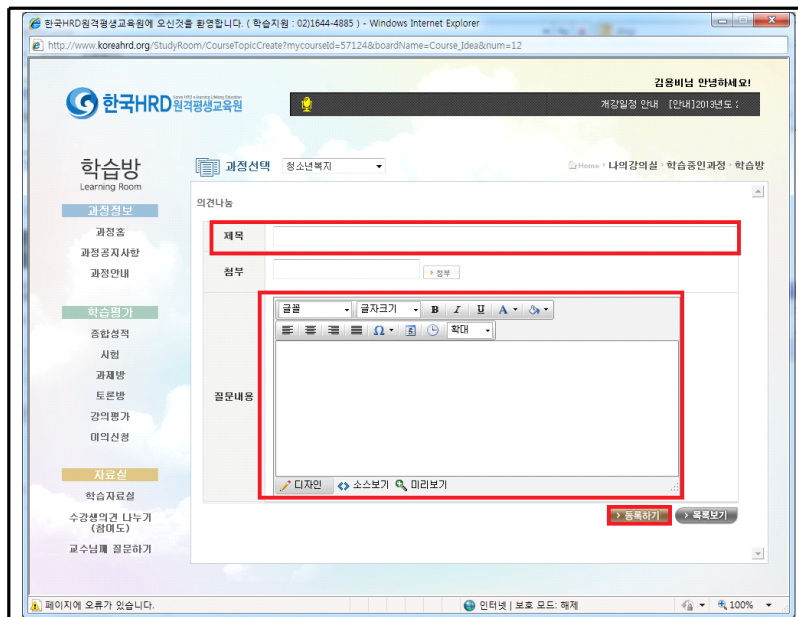 한국HRD원격평생교육원에 오신것을 환영합니다. ( 학습지원 : 02)1644-4885 ) - Windows Internet Explorer
http://www.koreahrd.org/StudyRoom/CourseTopicCreate?mycourseId=57124&boardName=Course_Idea&num=12
김용비님 안녕하세요!
한국HRD원격평생교육원
개강일정 안내 [안내]2013년도 2
학습방
Learning Room
과정선택 청소년복지
Home 나의강의실 학습중인과정 학습방
과정정보
과정홈
과정공지사항
과정안내
학습평가
종합성적
시험
과제방
토론방
강의평가
이의신청
자료실
학습자료실
수강생의견 나누기
(참여도)
교수님께 질문하기
의견나눔
제목
첨부 첨부
질문내용
글꼴 글자크기 B I U A
Ω 확대
디자인 소스보기 미리보기
등록하기 목록보기
페이지에 오류가 있습니다.
인터넷 | 보호 모드: 해제
100%